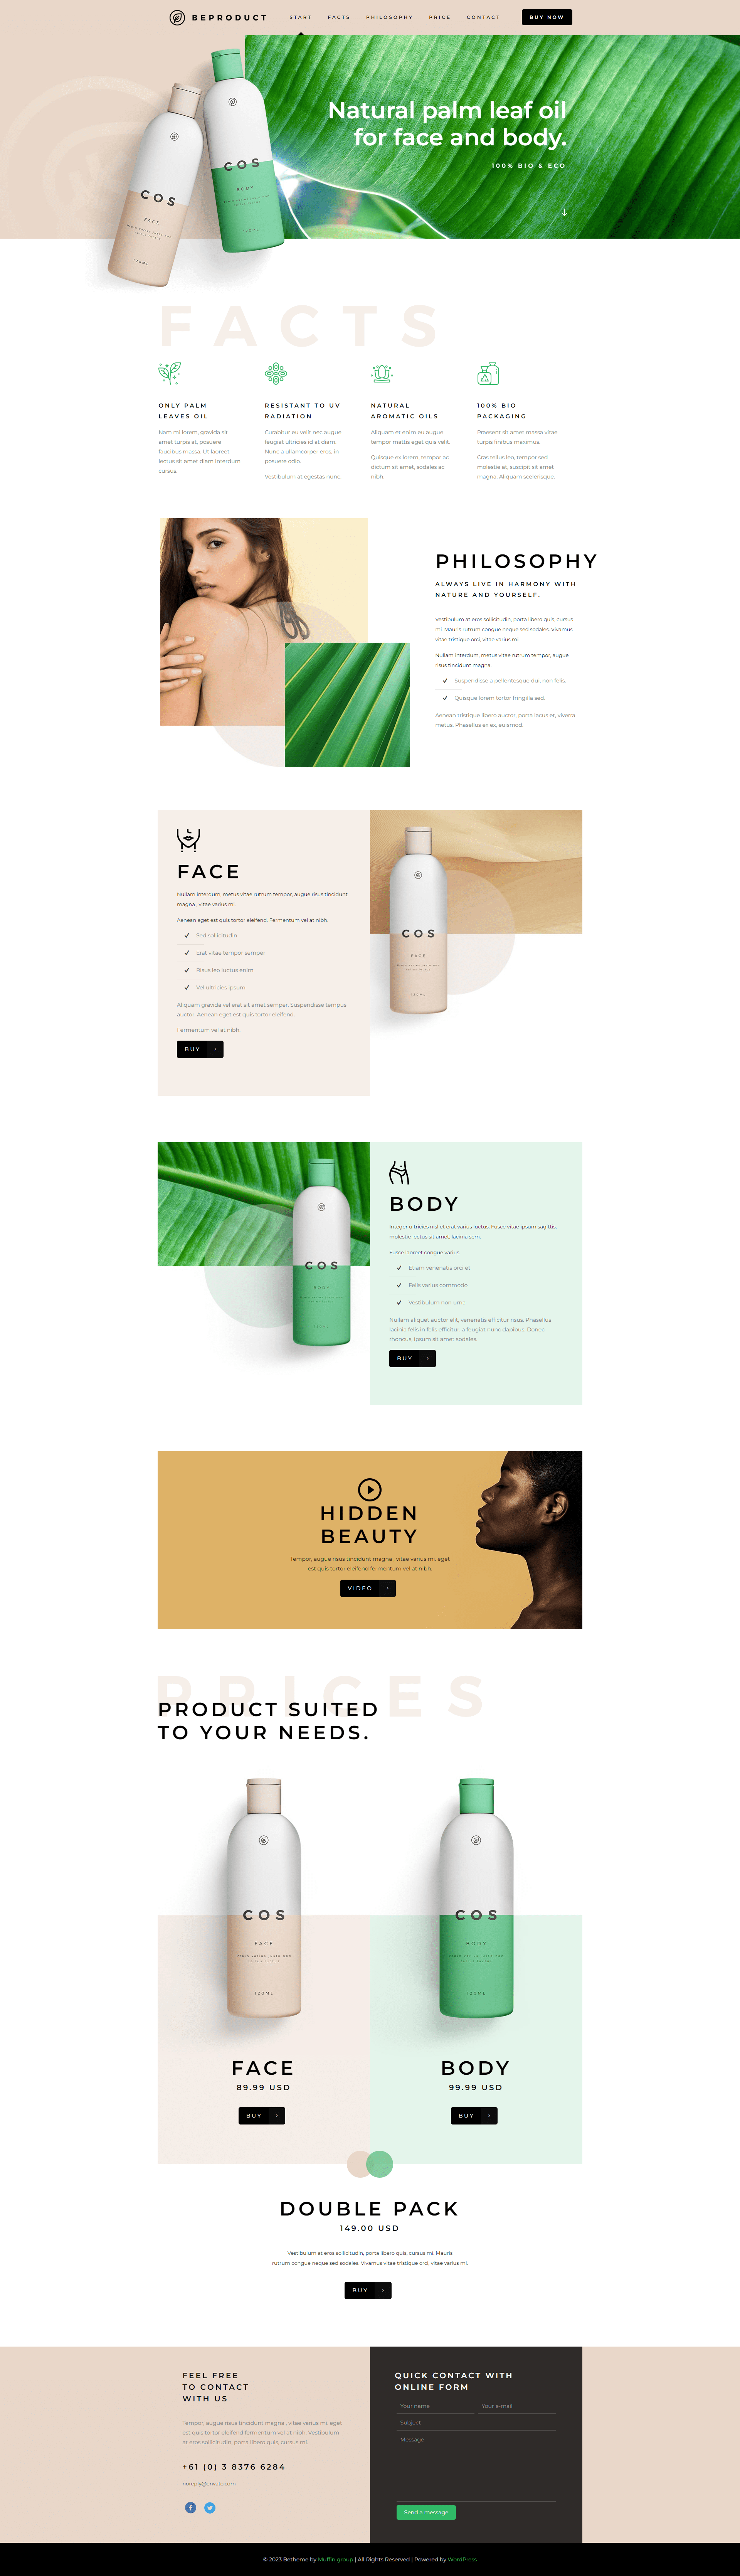 BEPRODUCT
START
FACTS
PHILOSOPHY
PRICE
CONTACT
BUY NOW
Natural palm leaf oil
for face and body.
100% BIO & ECO
COS
FACE
120ML
COS
BODY
120ML
FACTS
ONLY PALM
LEAVES OIL
Nam mi lorem, gravida sit
amet turpis at, posuere
faucibus massa. Ut laoreet
lectus sit amet diam interdum
cursus.
RESISTANT TO UV
RADIATION
Curabitur eu velit nec augue
feugiat ultricies id at diam.
Nunc a ullamcorper eros, in
posuere odio.
Vestibulum at egestas nunc.
NATURAL
AROMATIC OILS
Aliquam et enim eu augue
tempor mattis eget quis velit.
Quisque ex lorem, tempor ac
dictum sit amet, sodales ac
nibh.
100% BIO
PACKAGING
Praesent sit amet massa vitae
turpis finibus maximus.
Cras tellus leo, tempor sed
molestie at, suscipit sit amet
magna. Aliquam scelerisque.
PHILOSOPHY
ALWAYS LIVE IN HARMONY WITH
NATURE AND YOURSELF.
Vestibulum at eros sollicitudin, porta libero quis, cursus
mi. Mauris rutrum congue neque sed sodales. Vivamus
vitae tristique orci, vitae varius mi.
Nullam interdum, metus vitae rutrum tempor, augue
risus tincidunt magna.
Suspendisse a pellentesque dui, non felis.
Quisque lorem tortor fringilla sed.
Aenean tristique libero auctor, porta lacus et, viverra
metus. Phasellus ex ex, euismod.
FACE
Nullam interdum, metus vitae rutrum tempor, augue risus tincidunt
magna , vitae varius mi.
Aenean eget est quis tortor eleifend. Fermentum vel at nibh.
Sed sollicitudin
Erat vitae tempor semper
Risus leo luctus enim
Vel ultricies ipsum
Aliquam gravida vel erat sit amet semper. Suspendisse tempus
auctor. Aenean eget est quis tortor eleifend.
Fermentum vel at nibh.
BUY
COS
FACE
120ML
COS
BODY
120ML
BODY
Integer ultricies nisl et erat varius luctus. Fusce vitae ipsum sagittis,
molestie lectus sit amet, lacinia sem.
Fusce laoreet congue varius.
Etiam venenatis orci et
Felis varius commodo
Vestibulum non urna
Nullam aliquet auctor elit, venenatis efficitur risus. Phasellus
lacinia felis in felis efficitur, a feugiat nunc dapibus. Donec
rhoncus, ipsum sit amet sodales.
BUY
HIDDEN
BEAUTY
Tempor, augue risus tincidunt magna , vitae varius mi. eget
est quis tortor eleifend fermentum vel at nibh.
VIDEO
PRICES
PRODUCT SUITED
TO YOUR NEEDS.
COS
FACE
120ML
COS
BODY
120ML
FACE
89.99 USD
BUY
BODY
99.99 USD
BUY
DOUBLE PACK
149.00 USD
Vestibulum at eros sollicitudin, porta libero quis, cursus mi. Mauris
rutrum congue neque sed sodales. Vivamus vitae tristique orci, vitae varius mi.
BUY
FEEL FREE
TO CONTACT
WITH US
Tempor, augue risus tincidunt magna , vitae varius mi. eget
est quis tortor eleifend fermentum vel at nibh. Vestibulum
at eros sollicitudin, porta libero quis, cursus mi.
+61 (0) 3 8376 6284
noreply@envato.com
QUICK CONTACT WITH
ONLINE FORM
Your name
Your e-mail
Subject
Message
Send a message
© 2023 Betheme by Muffin group | All Rights Reserved | Powered by WordPress